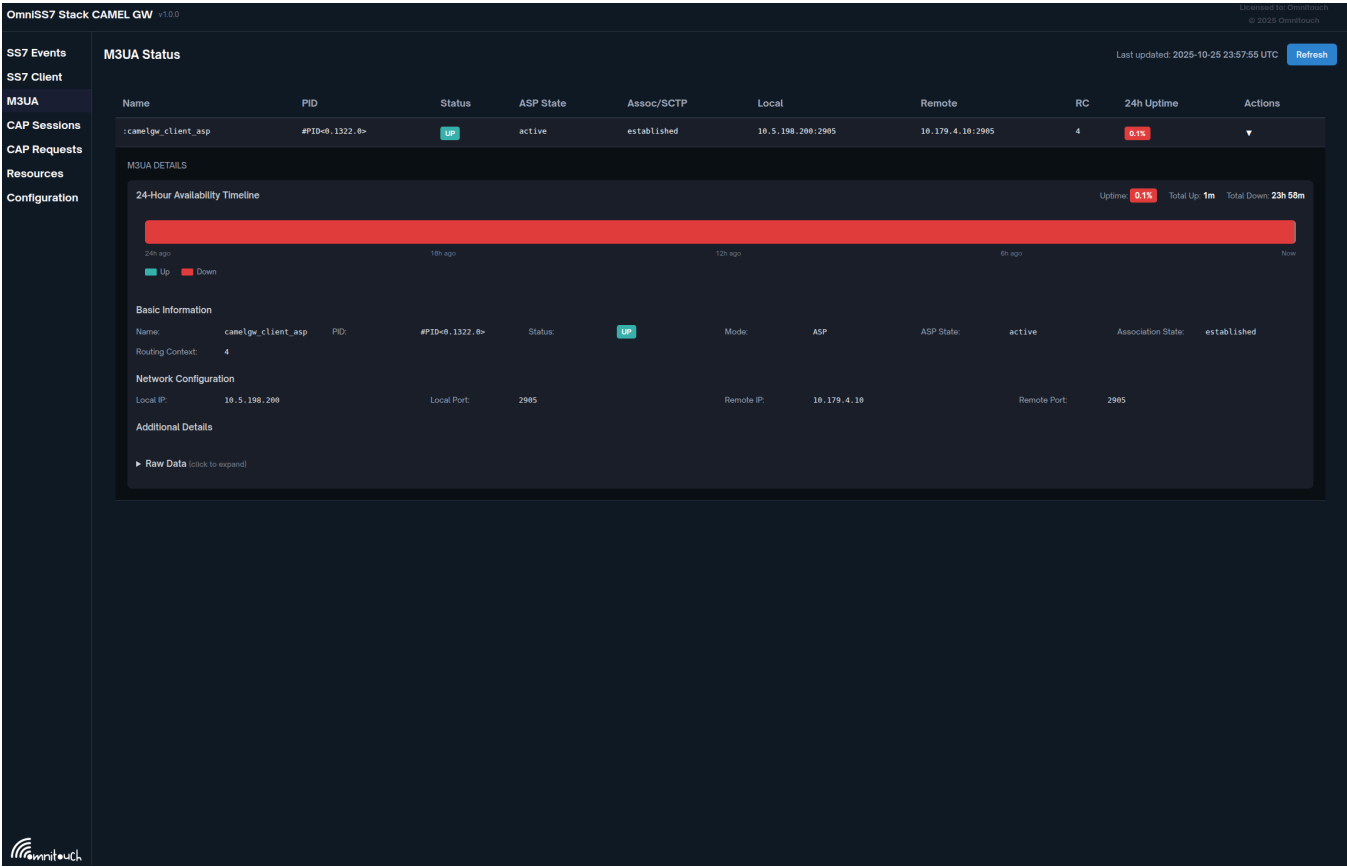 OmniSS7 Stack CAMEL GW v1.0.0
Licensed to: Omnitouch
© 2025 Omnitouch
SS7 Events
SS7 Client
M3UA
CAP Sessions
CAP Requests
Resources
Configuration
M3UA Status
Last updated: 2025-10-25 23:57:55 UTC Refresh
Name PID Status ASP State Assoc/SCTP Local Remote RC 24h Uptime Actions
:camelgw_client_asp #PID<0.1322.0> UP active established 10.5.198.200:2905 10.179.4.10:2905 4 0.1% ▼
M3UA DETAILS
24-Hour Availability Timeline Uptime: 0.1% Total Up: 1m Total Down: 23h 58m
24h ago 18h ago 12h ago 6h ago Now
Up Down
Basic Information
Name: camelgw_client_asp PID: #PID<0.1322.0> Status: UP Mode: ASP ASP State: active Association State: established
Routing Context: 4
Network Configuration
Local IP: 10.5.198.200 Local Port: 2905 Remote IP: 10.179.4.10 Remote Port: 2905
Additional Details
▶ Raw Data (click to expand)
omnitouch